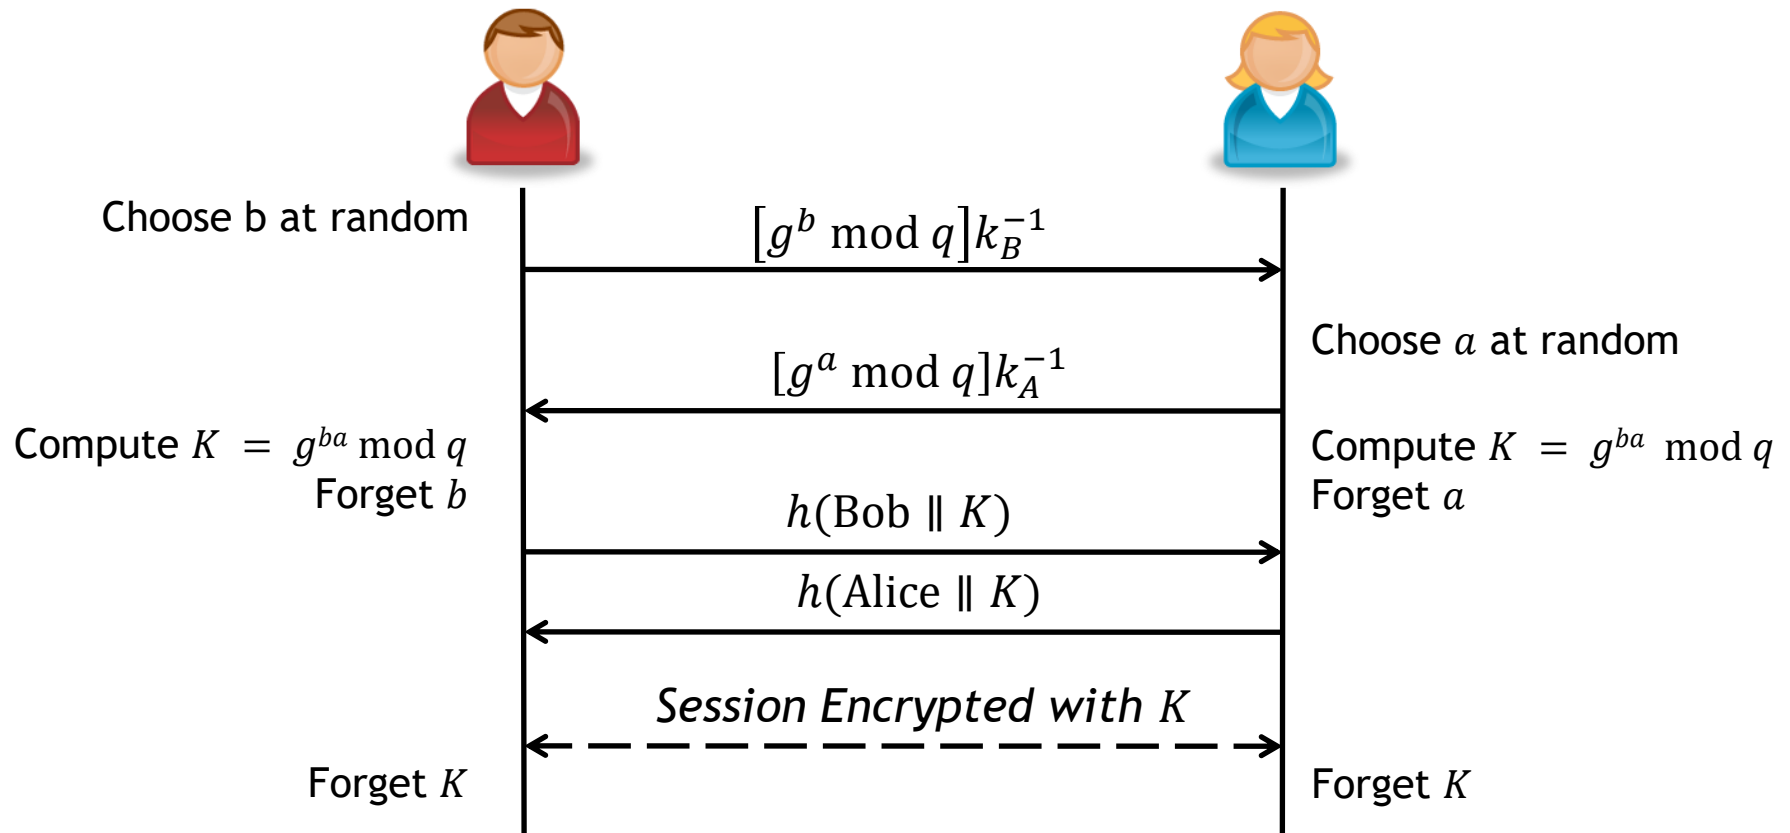 Choose b at random
[g^b mod q]k_B^{-1}
Choose a at random
[g^a mod q]k_A^{-1}
Compute K = g^{ba} mod q
Forget b
Compute K = g^{ba} mod q
Forget a
h(Bob ∥ K)
h(Alice ∥ K)
Session Encrypted with K
Forget K
Forget K